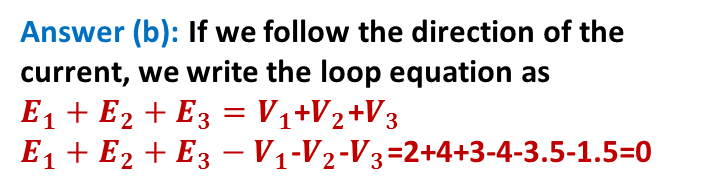 Answer (b): If we follow the direction of the
current, we write the loop equation as
E₁ + E₂ + E₃ = V₁+V₂+V₃
E₁ + E₂ + E₃ − V₁-V₂-V₃=2+4+3-4-3.5-1.5=0